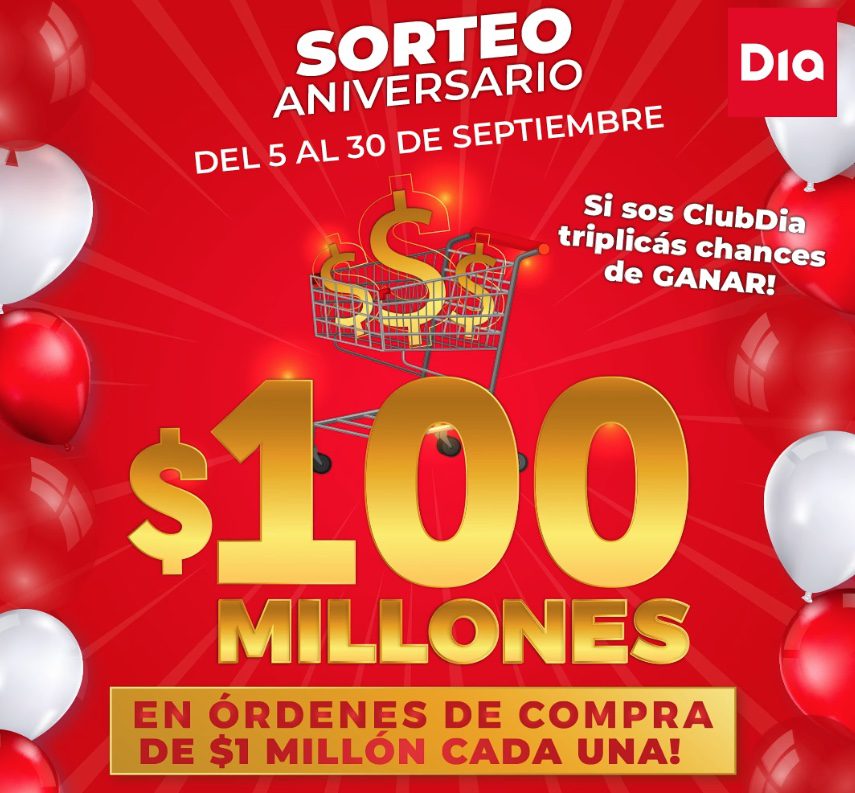 SORTEO
ANIVERSARIO
DEL 5 AL 30 DE SEPTIEMBRE
Dia
Si sos ClubDia
triplicás chances
de GANAR!
$100
MILLONES
EN ÓRDENES DE COMPRA
DE $1 MILLÓN CADA UNA!